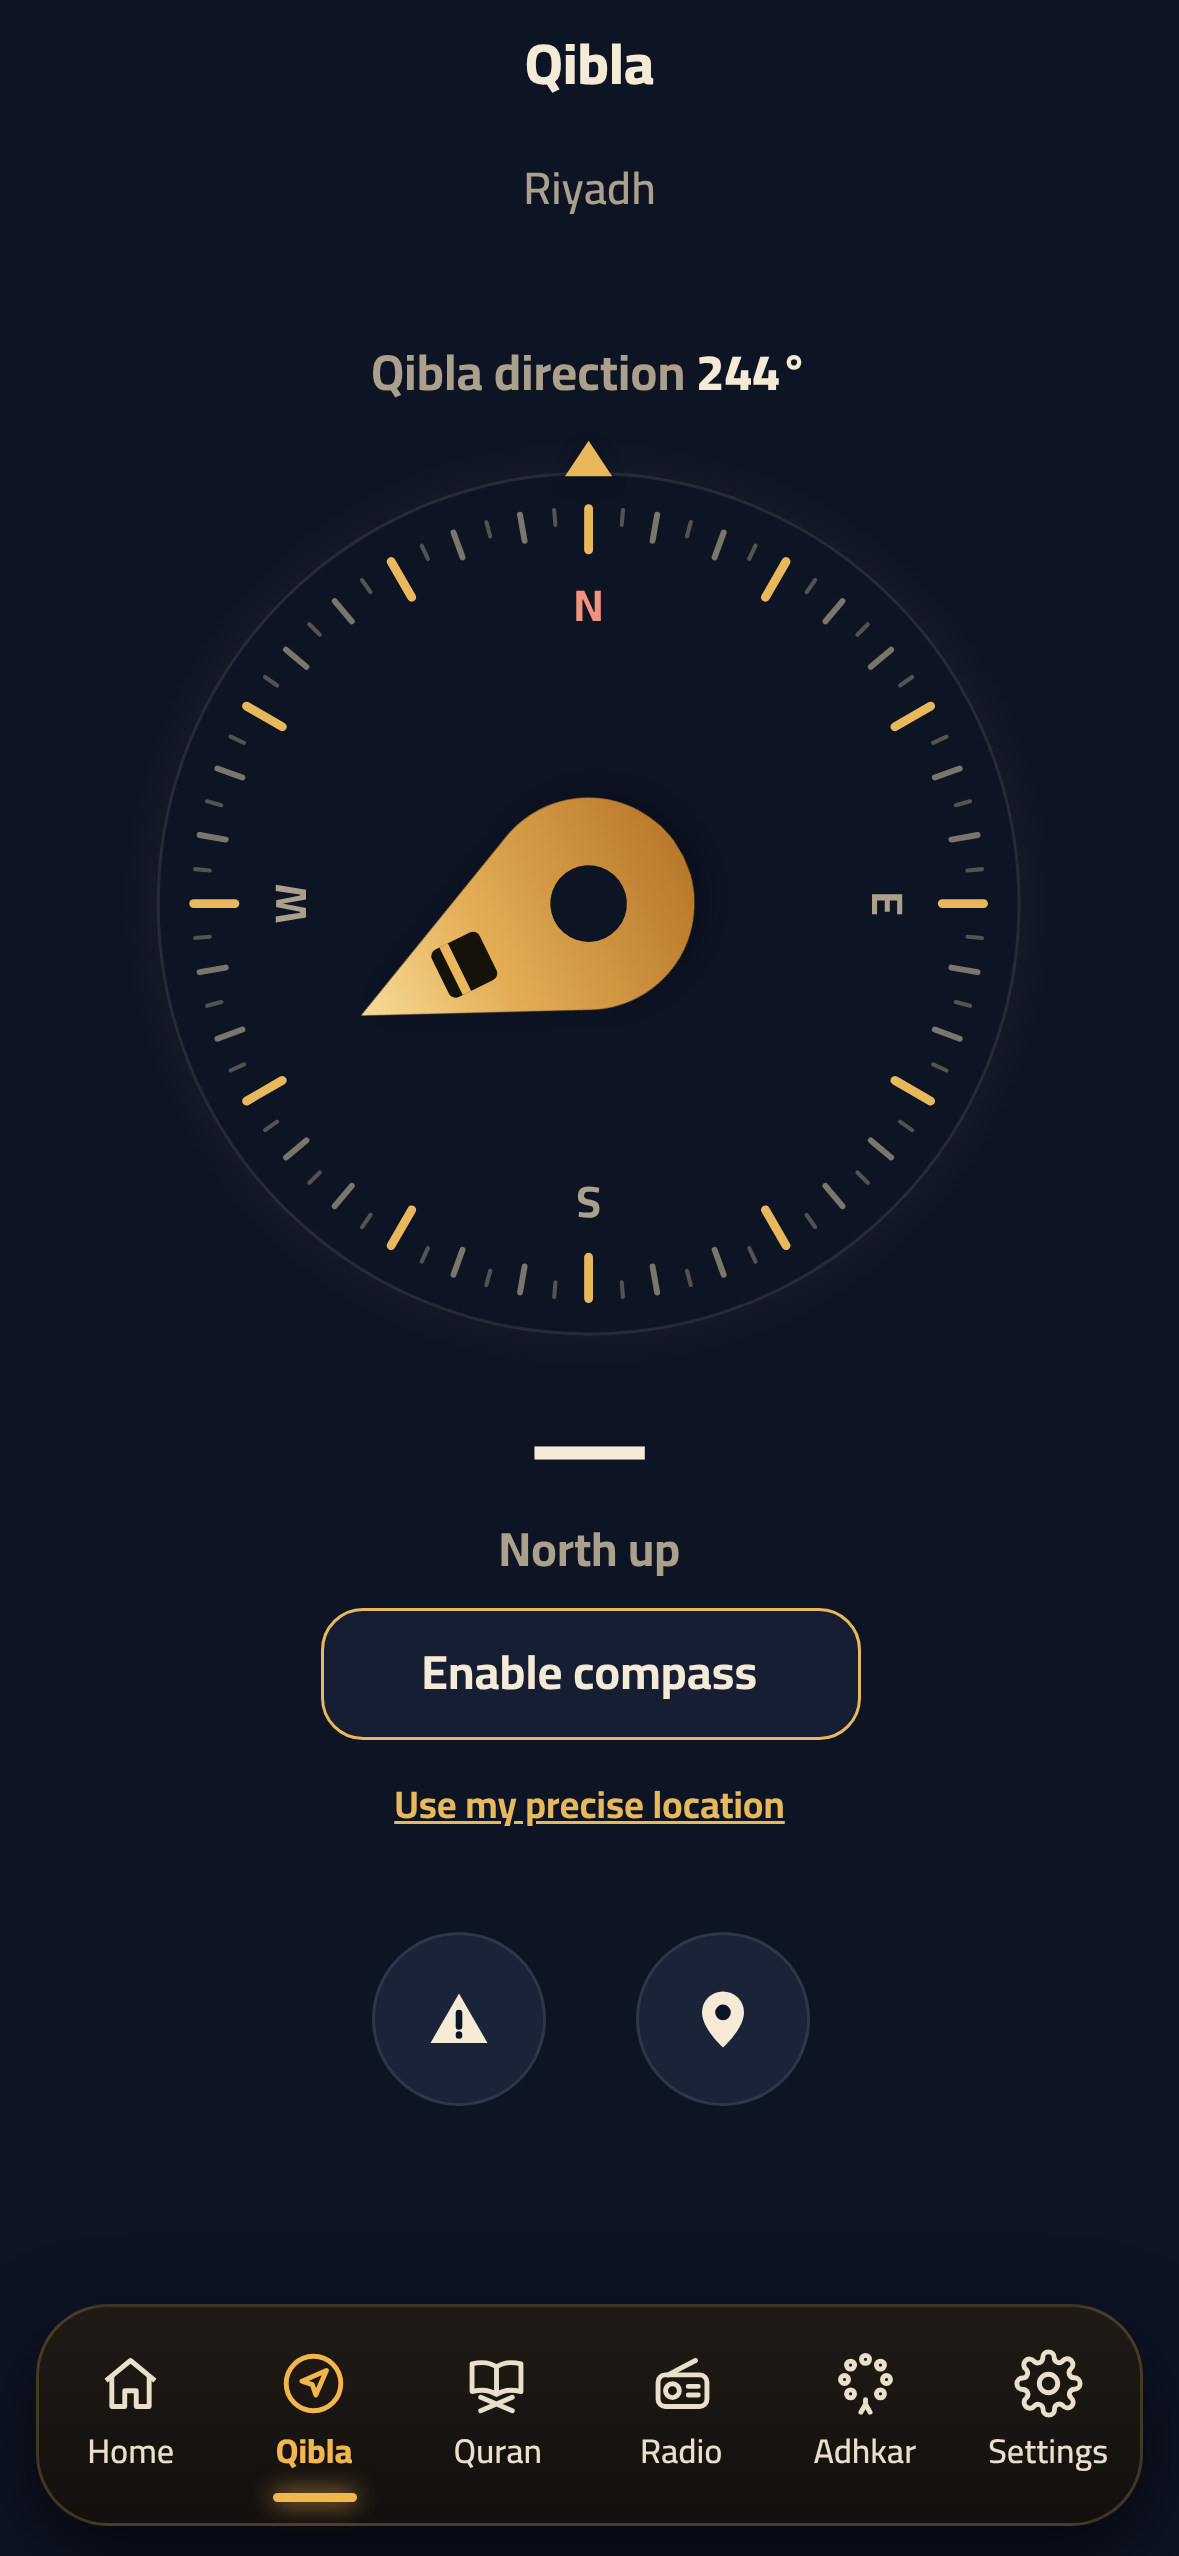 Qibla
Riyadh
Qibla direction 244°
N
W
E
S
North up
Enable compass
Use my precise location
Home
Qibla
Quran
Radio
Adhkar
Settings